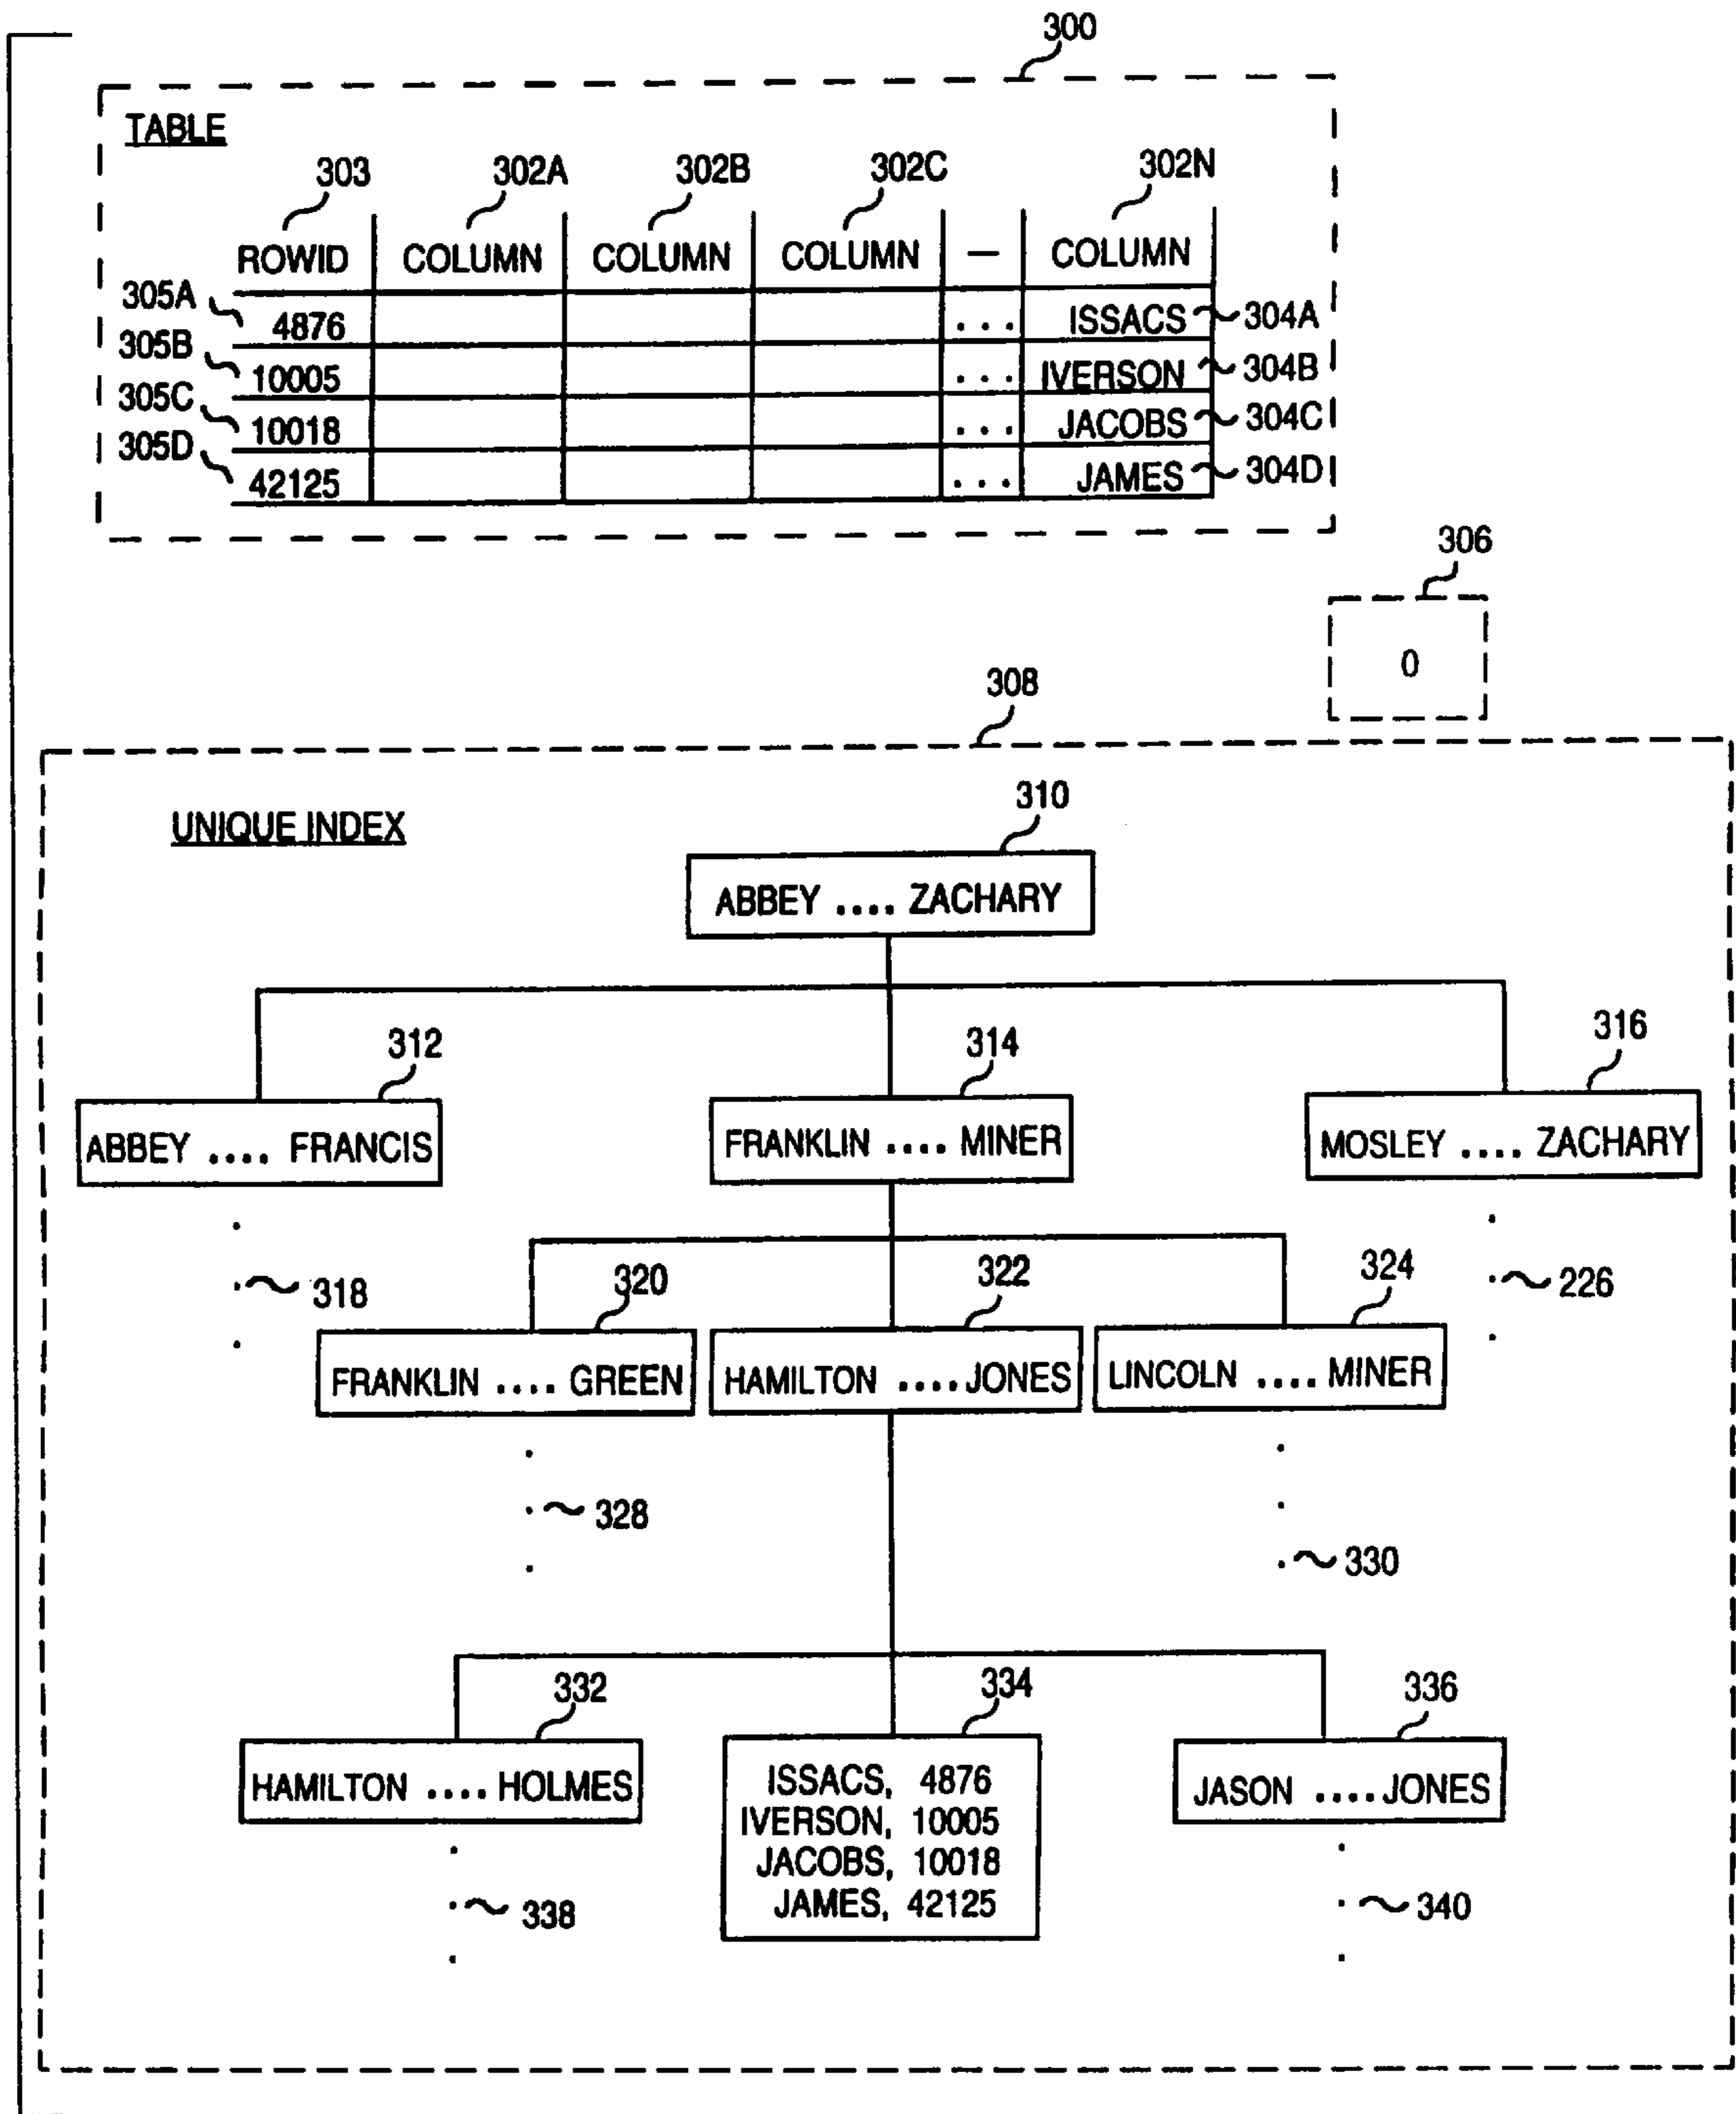 300
TABLE
303 302A 302B 302C 302N
ROWID COLUMN COLUMN COLUMN — COLUMN
305A 4876 ... ISSACS 304A
305B 10005 ... IVERSON 304B
305C 10018 ... JACOBS 304C
305D 42125 ... JAMES 304D
306
0
308
UNIQUE INDEX
310
ABBEY .... ZACHARY
312 314 316
ABBEY .... FRANCIS FRANKLIN .... MINER MOSLEY .... ZACHARY
318 320 322 324 226
FRANKLIN .... GREEN HAMILTON .... JONES LINCOLN .... MINER
328 330
332 334 336
HAMILTON .... HOLMES
ISSACS, 4876
IVERSON, 10005
JACOBS, 10018
JAMES, 42125
JASON .... JONES
338 340